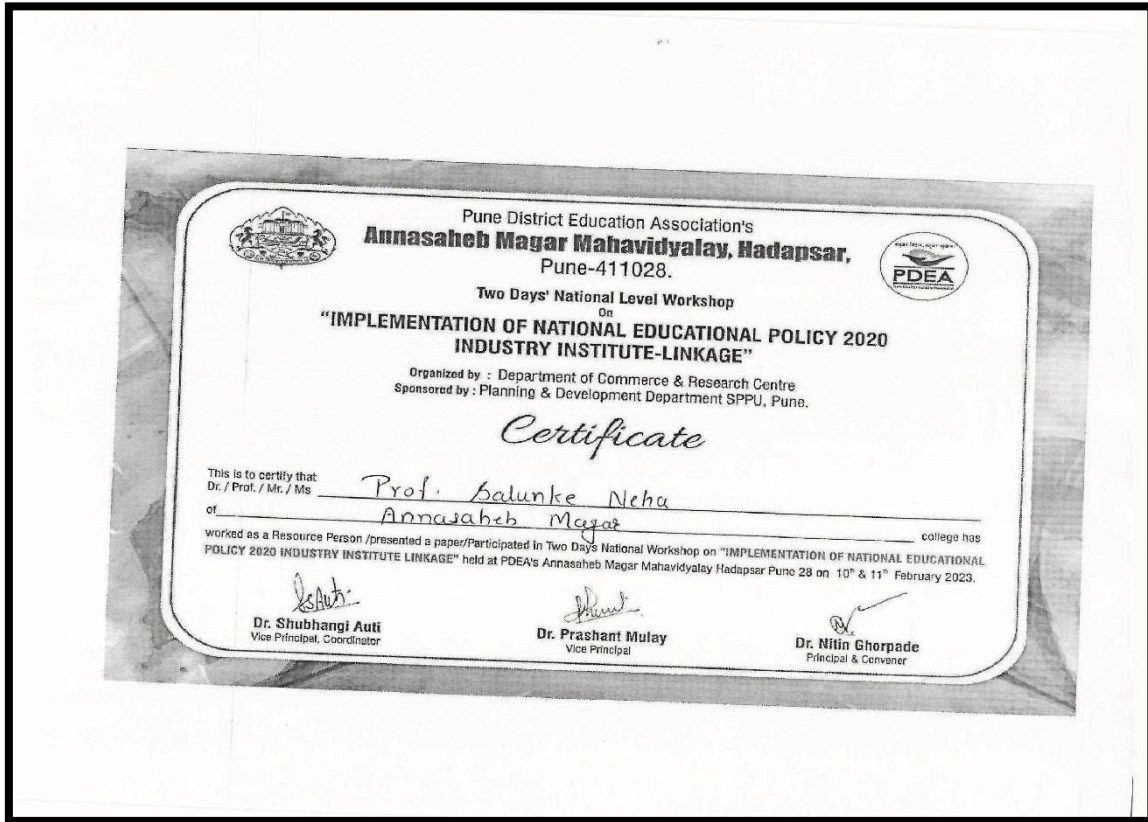 Pune District Education Association's
Annasaheb Magar Mahavidyalay, Hadapsar,
Pune-411028.
PDEA
Two Days' National Level Workshop
On
"IMPLEMENTATION OF NATIONAL EDUCATIONAL POLICY 2020
INDUSTRY INSTITUTE-LINKAGE"
Organized by : Department of Commerce & Research Centre
Sponsored by : Planning & Development Department SPPU, Pune.
Certificate
This is to certify that
Dr. / Prof. / Mr. / Ms Prof. Salunke Neha
of Annasaheb Magar college has
worked as a Resource Person /presented a paper/Participated in Two Days National Workshop on "IMPLEMENTATION OF NATIONAL EDUCATIONAL
POLICY 2020 INDUSTRY INSTITUTE LINKAGE" held at PDEA's Annasaheb Magar Mahavidyalay Hadapsar Pune 28 on 10th & 11th February 2023.
Dr. Shubhangi Auti
Vice Principal, Coordinator
Dr. Prashant Mulay
Vice Principal
Dr. Nitin Ghorpade
Principal & Convener